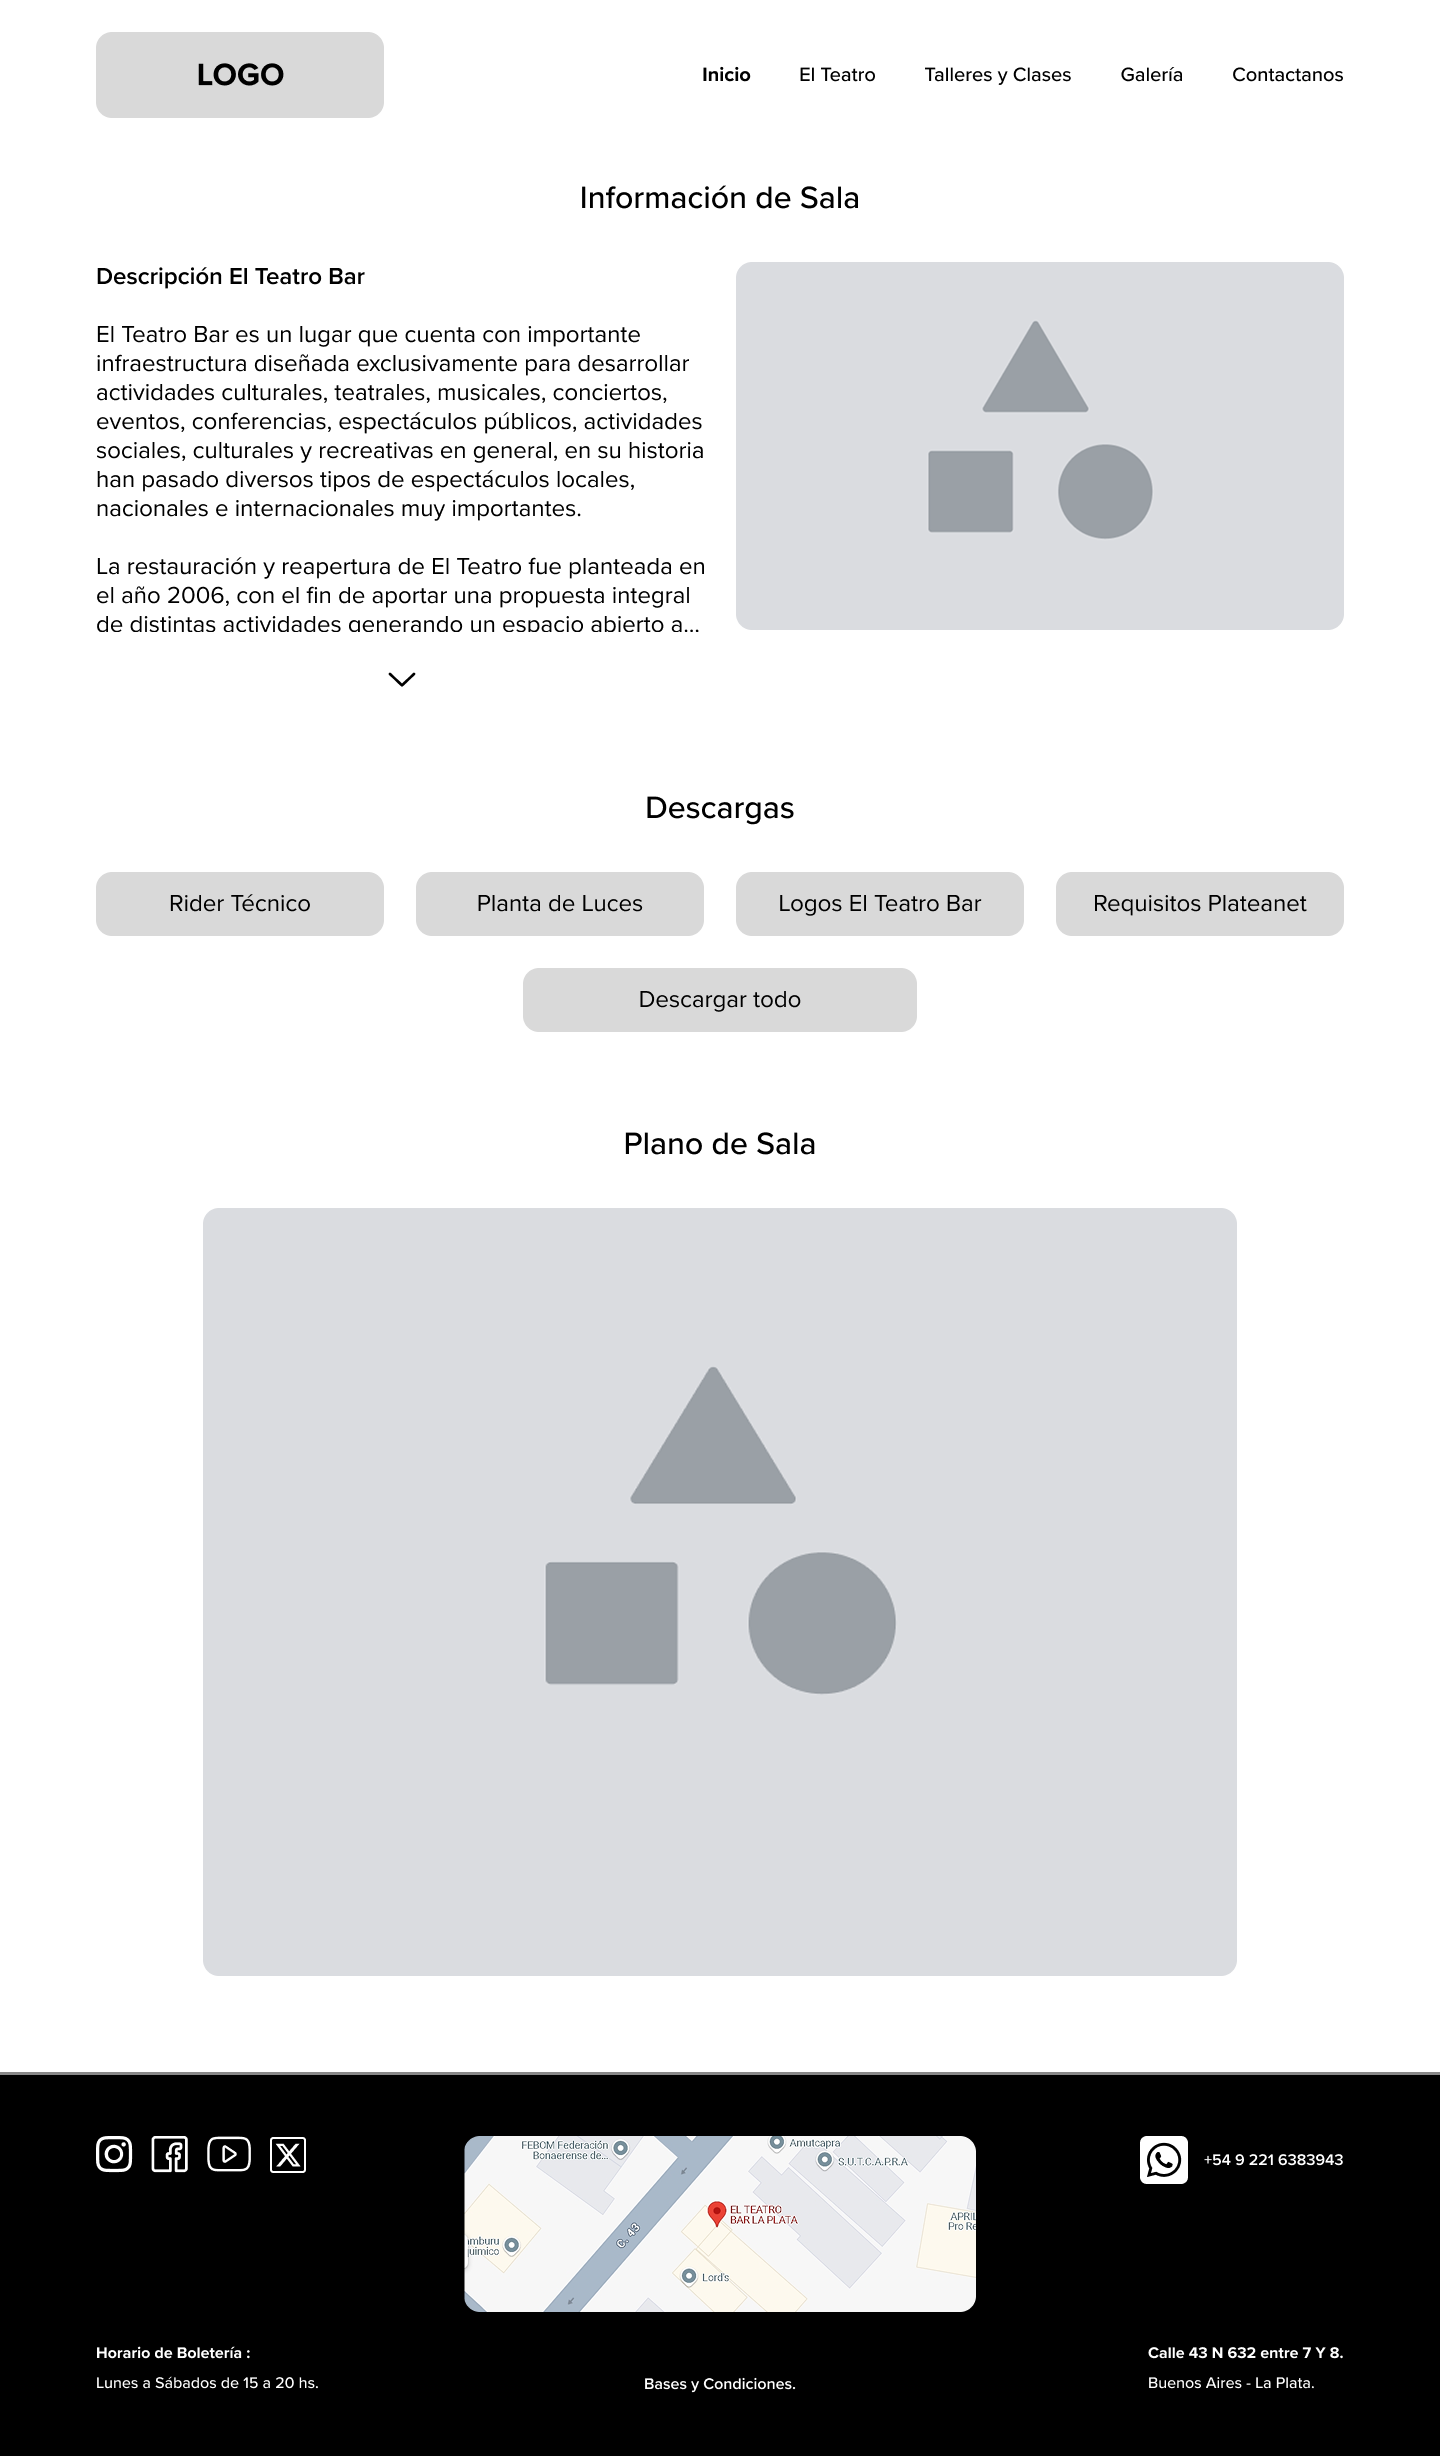 LOGO
Inicio
El Teatro
Talleres y Clases
Galería
Contactanos
Información de Sala
Descripción El Teatro Bar
El Teatro Bar es un lugar que cuenta con importante
infraestructura diseñada exclusivamente para desarrollar
actividades culturales, teatrales, musicales, conciertos,
eventos, conferencias, espectáculos públicos, actividades
sociales, culturales y recreativas en general, en su historia
han pasado diversos tipos de espectáculos locales,
nacionales e internacionales muy importantes.
La restauración y reapertura de El Teatro fue planteada en
el año 2006, con el fin de aportar una propuesta integral
de distintas actividades generando un espacio abierto a...
Descargas
Rider Técnico
Planta de Luces
Logos El Teatro Bar
Requisitos Plateanet
Descargar todo
Plano de Sala
FEBOM Federación
Bonaerense de...
Amutcapra
S.U.T.C.A.P.R.A
EL TEATRO
BAR LA PLATA
APRIL
Pro Re
mburu
uimico
C. 43
Lord's
+54 9 221 6383943
Horario de Boletería :
Lunes a Sábados de 15 a 20 hs.
Bases y Condiciones.
Calle 43 N 632 entre 7 Y 8.
Buenos Aires - La Plata.